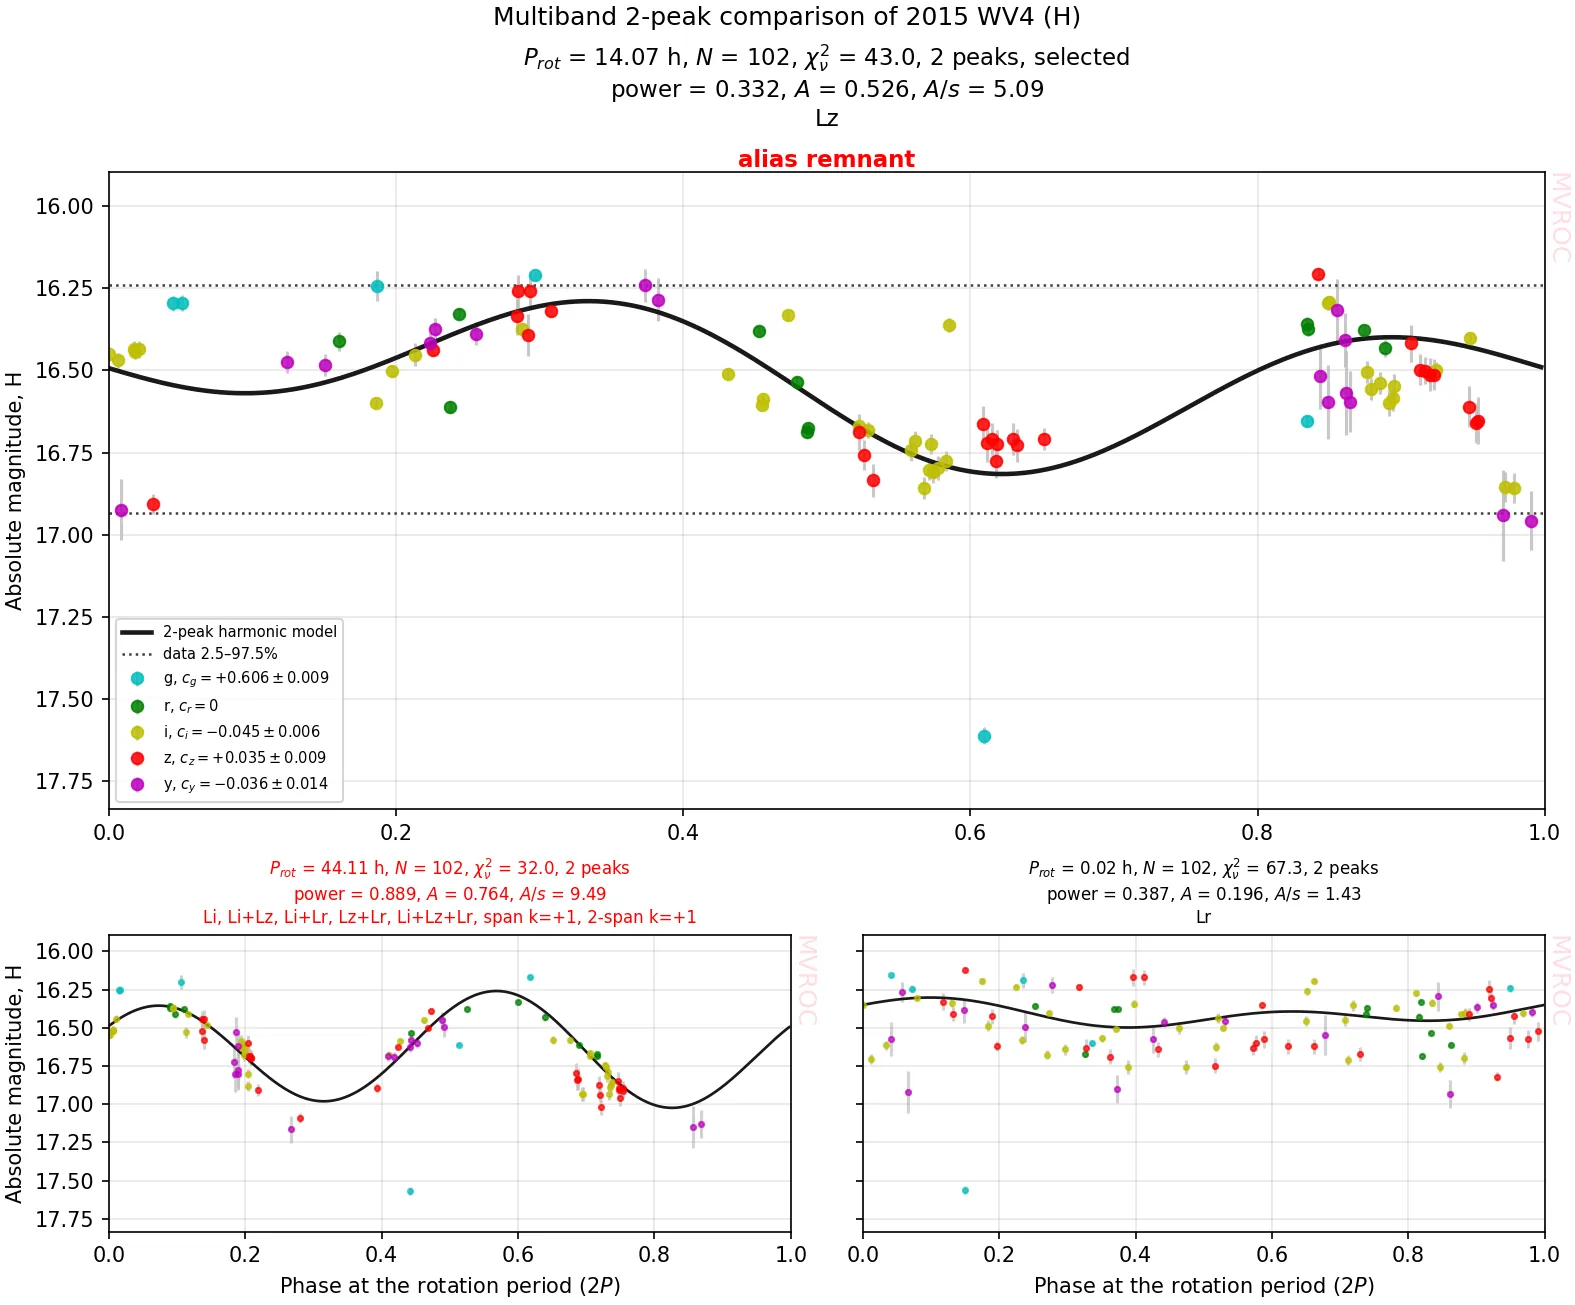 Multiband 2-peak comparison of 2015 WV4 (H)
P_rot = 14.07 h, N = 102, χ²_ν = 43.0, 2 peaks, selected
power = 0.332, A = 0.526, A/s = 5.09
Lz
alias remnant
MVROC
Absolute magnitude, H
16.00
16.25
16.50
16.75
17.00
17.25
17.50
17.75
2-peak harmonic model
data 2.5–97.5%
g, c_g = +0.606 ± 0.009
r, c_r = 0
i, c_i = −0.045 ± 0.006
z, c_z = +0.035 ± 0.009
y, c_y = −0.036 ± 0.014
0.0 0.2 0.4 0.6 0.8 1.0
P_rot = 44.11 h, N = 102, χ²_ν = 32.0, 2 peaks
power = 0.889, A = 0.764, A/s = 9.49
Li, Li+Lz, Li+Lr, Lz+Lr, Li+Lz+Lr, span k=+1, 2-span k=+1
MVROC
Absolute magnitude, H
16.00
16.25
16.50
16.75
17.00
17.25
17.50
17.75
0.0 0.2 0.4 0.6 0.8 1.0
Phase at the rotation period (2P)
P_rot = 0.02 h, N = 102, χ²_ν = 67.3, 2 peaks
power = 0.387, A = 0.196, A/s = 1.43
Lr
MVROC
0.0 0.2 0.4 0.6 0.8 1.0
Phase at the rotation period (2P)